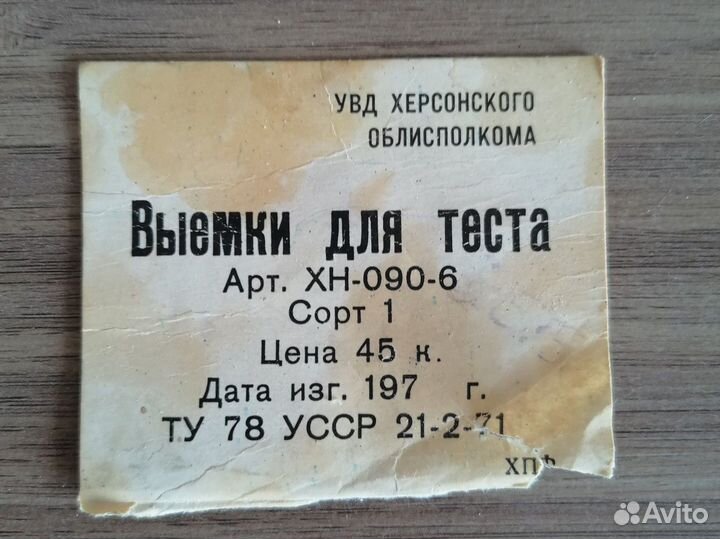 УВД ХЕРСОНСКОГО
ОБЛИСПОЛКОМА
Выемки для теста
Арт. ХН-090-6
Сорт 1
Цена 45 к.
Дата изг. 197 г.
ТУ 78 УССР 21-2-71
Avito